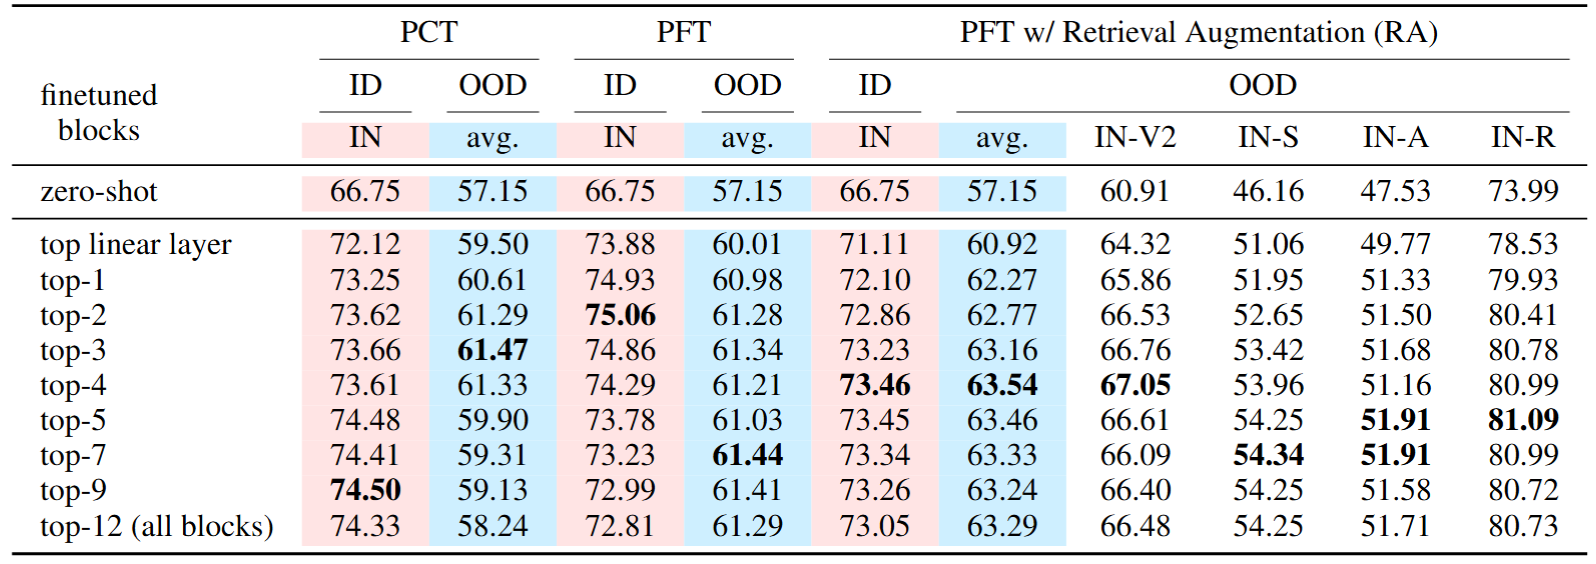 PCT PFT PFT w/ Retrieval Augmentation (RA)
finetuned blocks ID OOD ID OOD ID OOD
IN avg. IN avg. IN avg. IN-V2 IN-S IN-A IN-R
zero-shot 66.75 57.15 66.75 57.15 66.75 57.15 60.91 46.16 47.53 73.99
top linear layer 72.12 59.50 73.88 60.01 71.11 60.92 64.32 51.06 49.77 78.53
top-1 73.25 60.61 74.93 60.98 72.10 62.27 65.86 51.95 51.33 79.93
top-2 73.62 61.29 75.06 61.28 72.86 62.77 66.53 52.65 51.50 80.41
top-3 73.66 61.47 74.86 61.34 73.23 63.16 66.76 53.42 51.68 80.78
top-4 73.61 61.33 74.29 61.21 73.46 63.54 67.05 53.96 51.16 80.99
top-5 74.48 59.90 73.78 61.03 73.45 63.46 66.61 54.25 51.91 81.09
top-7 74.41 59.31 73.23 61.44 73.34 63.33 66.09 54.34 51.91 80.99
top-9 74.50 59.13 72.99 61.41 73.26 63.24 66.40 54.25 51.58 80.72
top-12 (all blocks) 74.33 58.24 72.81 61.29 73.05 63.29 66.48 54.25 51.71 80.73